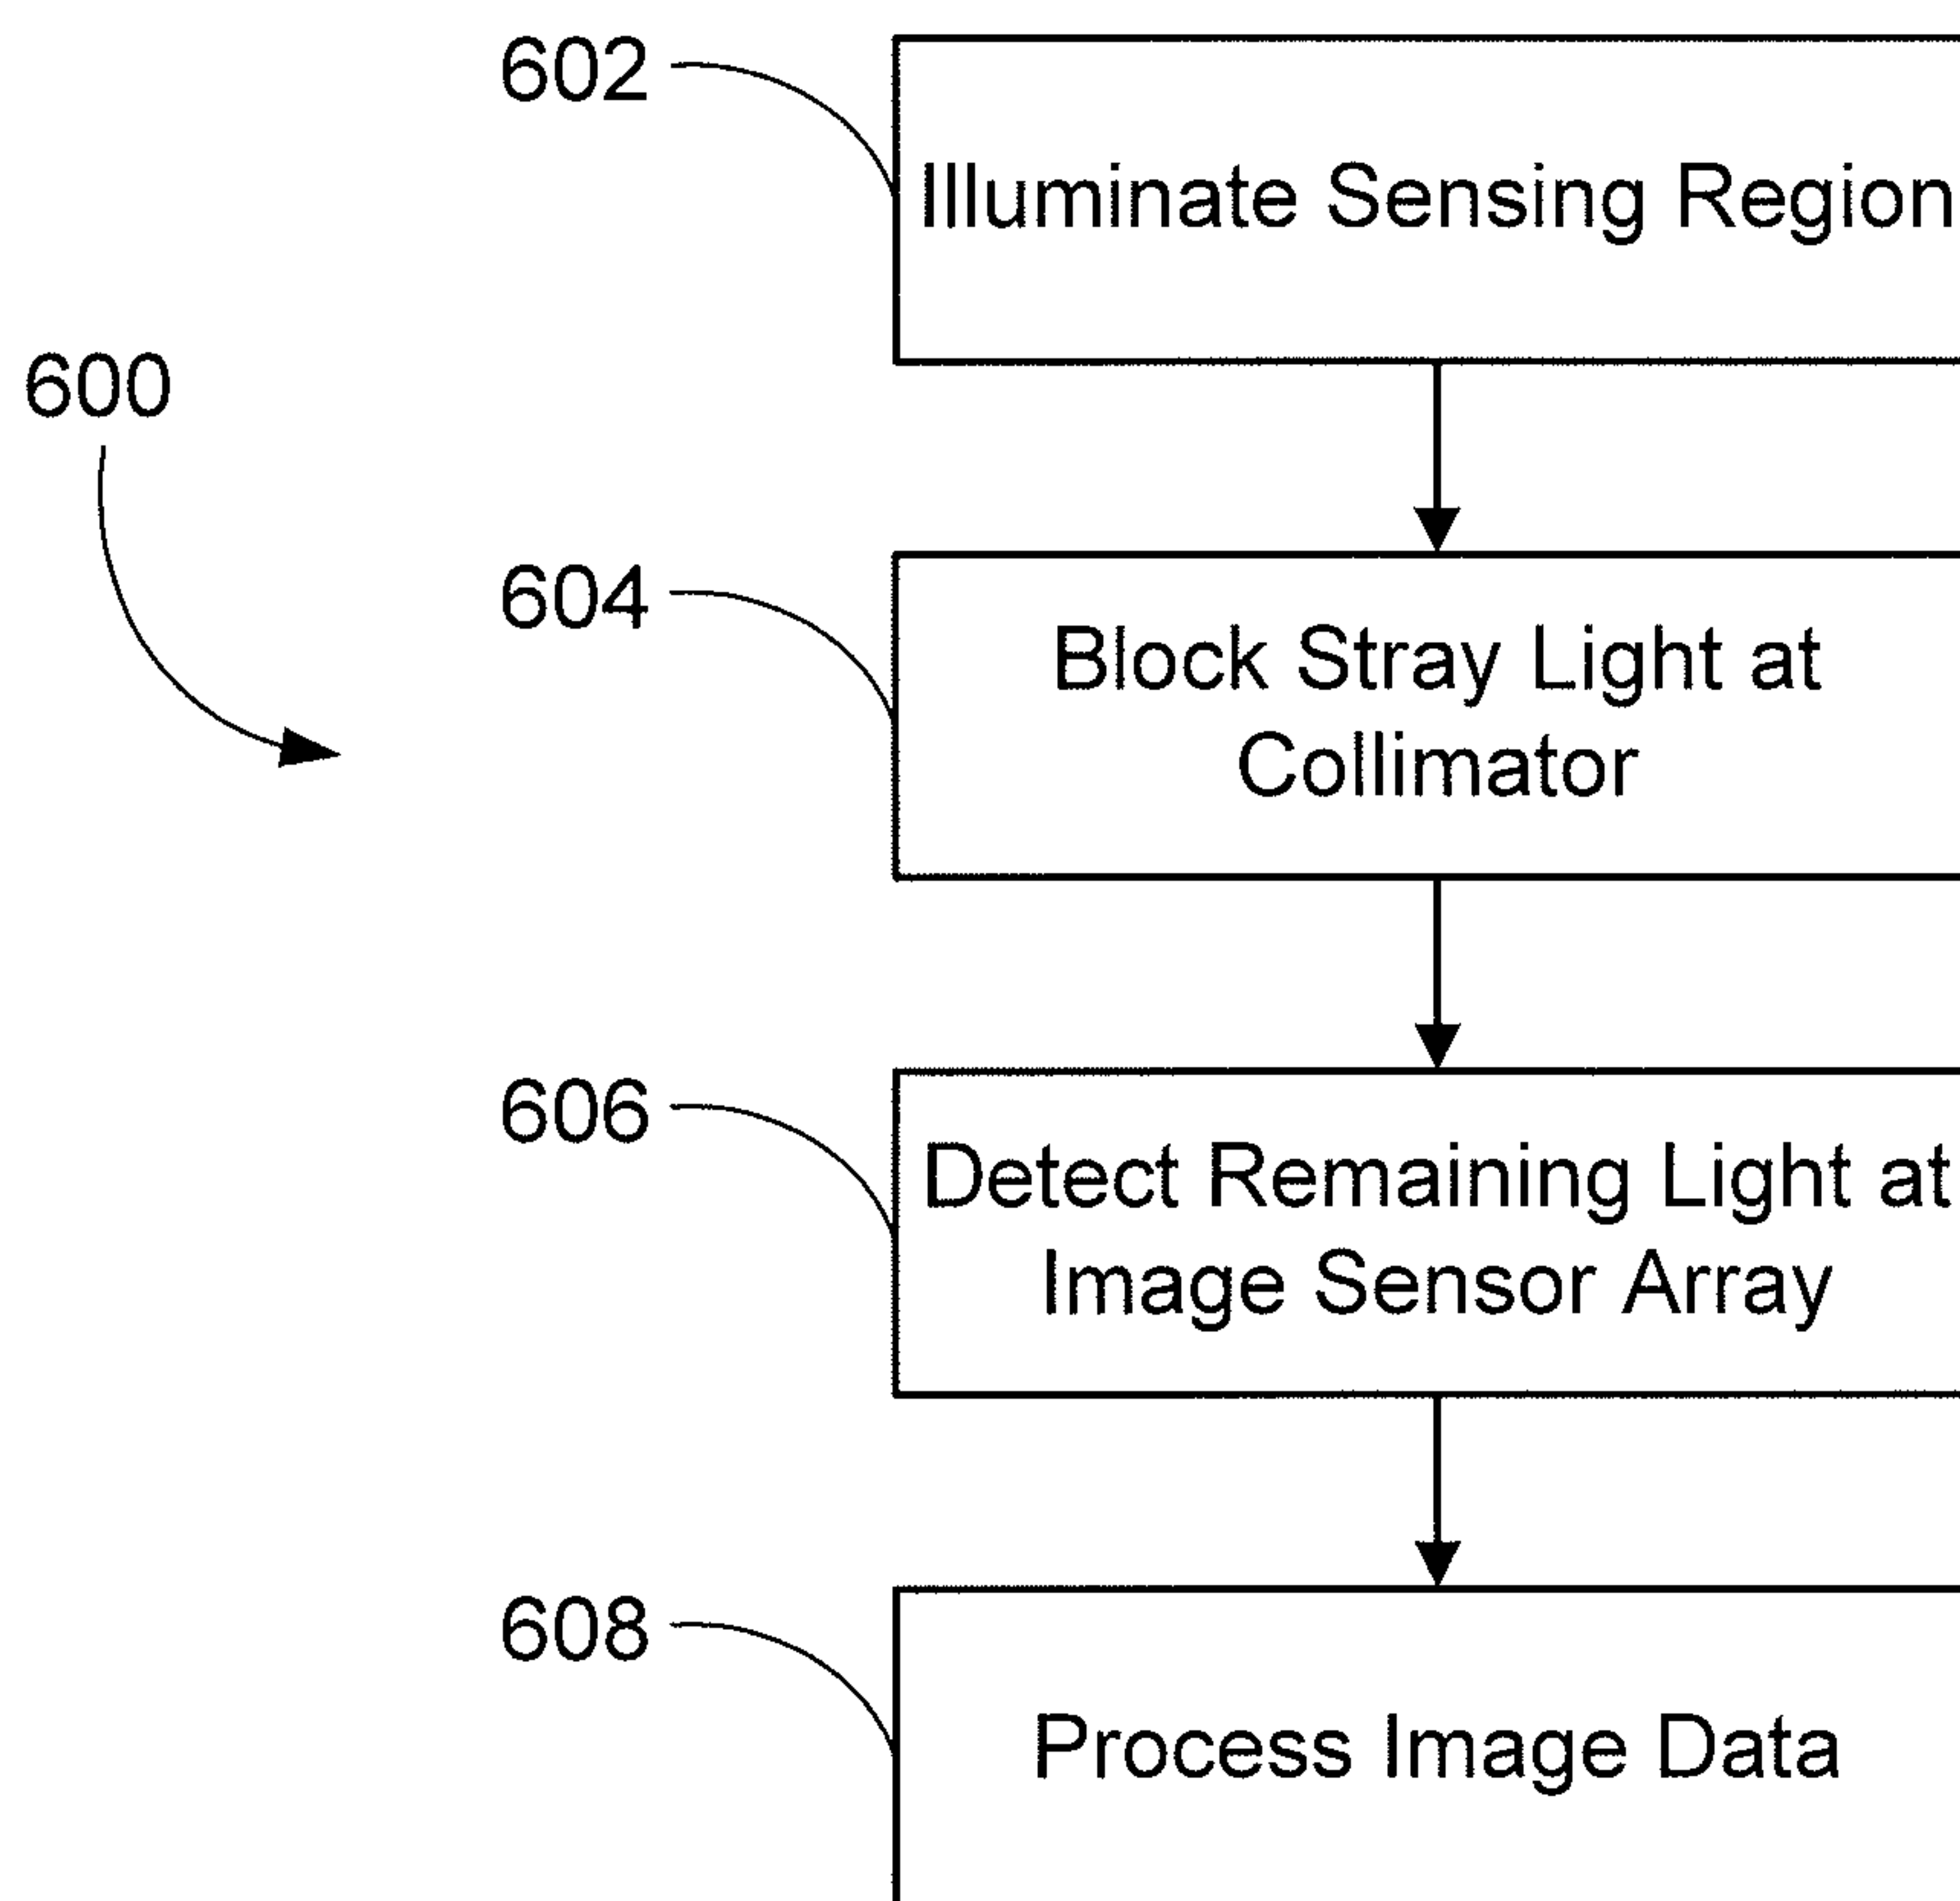 602
Illuminate Sensing Region
600
604
Block Stray Light at
Collimator
606
Detect Remaining Light at
Image Sensor Array
608
Process Image Data